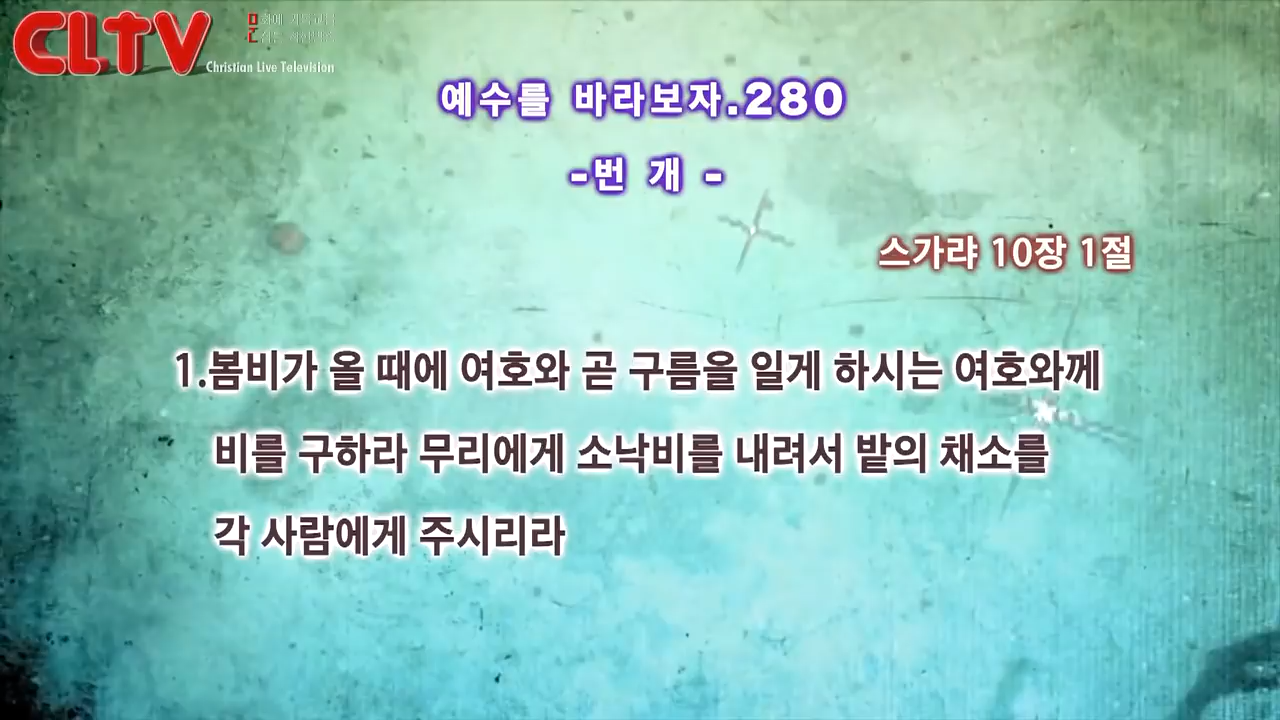 CLTV
Christian Live Television
예수를 바라보자.280
-번 개 -
스가랴 10장 1절
1.봄비가 올 때에 여호와 곧 구름을 일게 하시는 여호와께
비를 구하라 무리에게 소낙비를 내려서 밭의 채소를
각 사람에게 주시리라